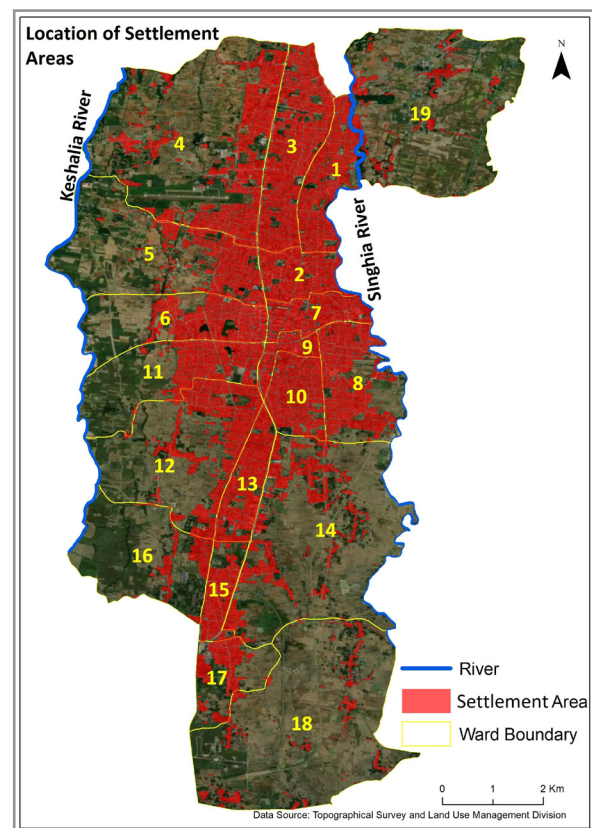 Location of Settlement
Areas
N
Keshalia River
SInghia River
19
4
3
1
5
2
6
7
9
11
8
10
12
13
14
16
15
17
18
River
Settlement Area
Ward Boundary
0 1 2 Km
Data Source: Topographical Survey and Land Use Management Division